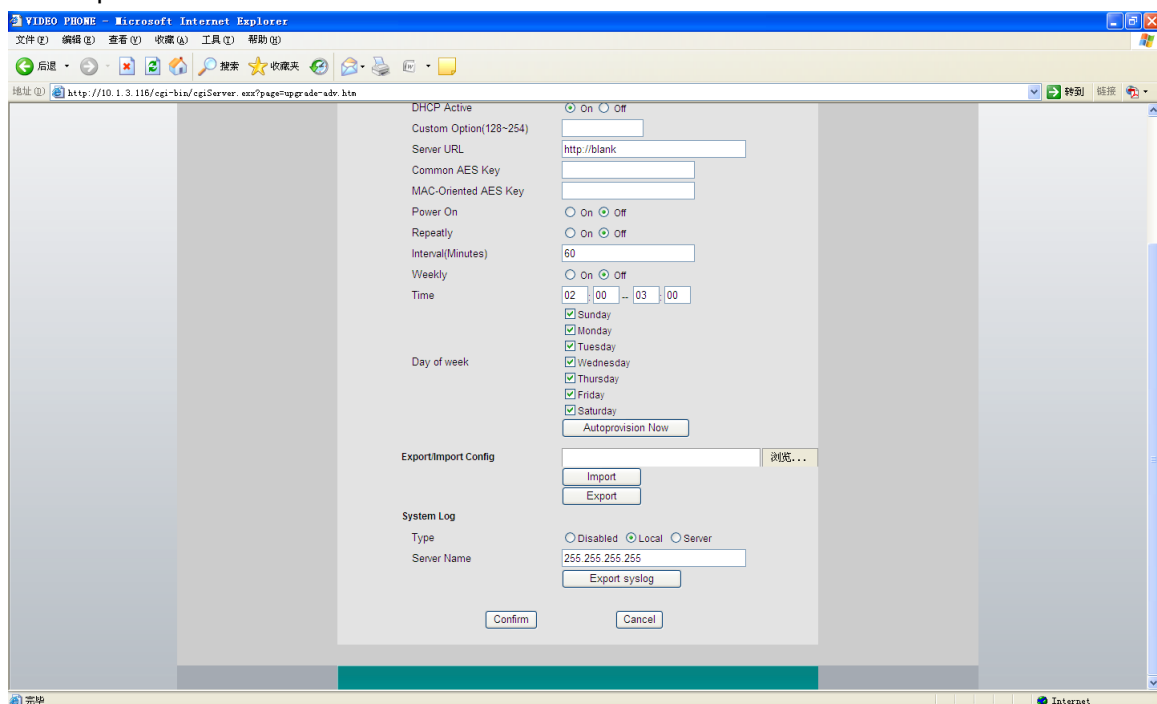 VIDEO PHONE - Microsoft Internet Explorer
文件(F) 编辑(E) 查看(V) 收藏(A) 工具(T) 帮助(H)
后退 搜索 收藏夹
地址(D) http://10.1.3.116/cgi-bin/cgiServer.exx?page=upgrade-adv.htm 转到 链接
DHCP Active On Off
Custom Option(128~254)
Server URL http://blank
Common AES Key
MAC-Oriented AES Key
Power On On Off
Repeatly On Off
Interval(Minutes) 60
Weekly On Off
Time 02 : 00 -- 03 : 00
Sunday
Monday
Tuesday
Day of week Wednesday
Thursday
Friday
Saturday
Autoprovision Now
Export/Import Config 浏览...
Import
Export
System Log
Type Disabled Local Server
Server Name 255.255.255.255
Export syslog
Confirm Cancel
完毕 Internet